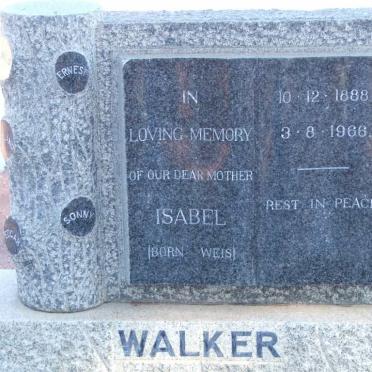 ERNEST
SONNY
IN
LOVING MEMORY
OF OUR DEAR MOTHER
ISABEL
(BORN WEIS)
10·12·1888
3·8·1966.
REST IN PEACE
WALKER